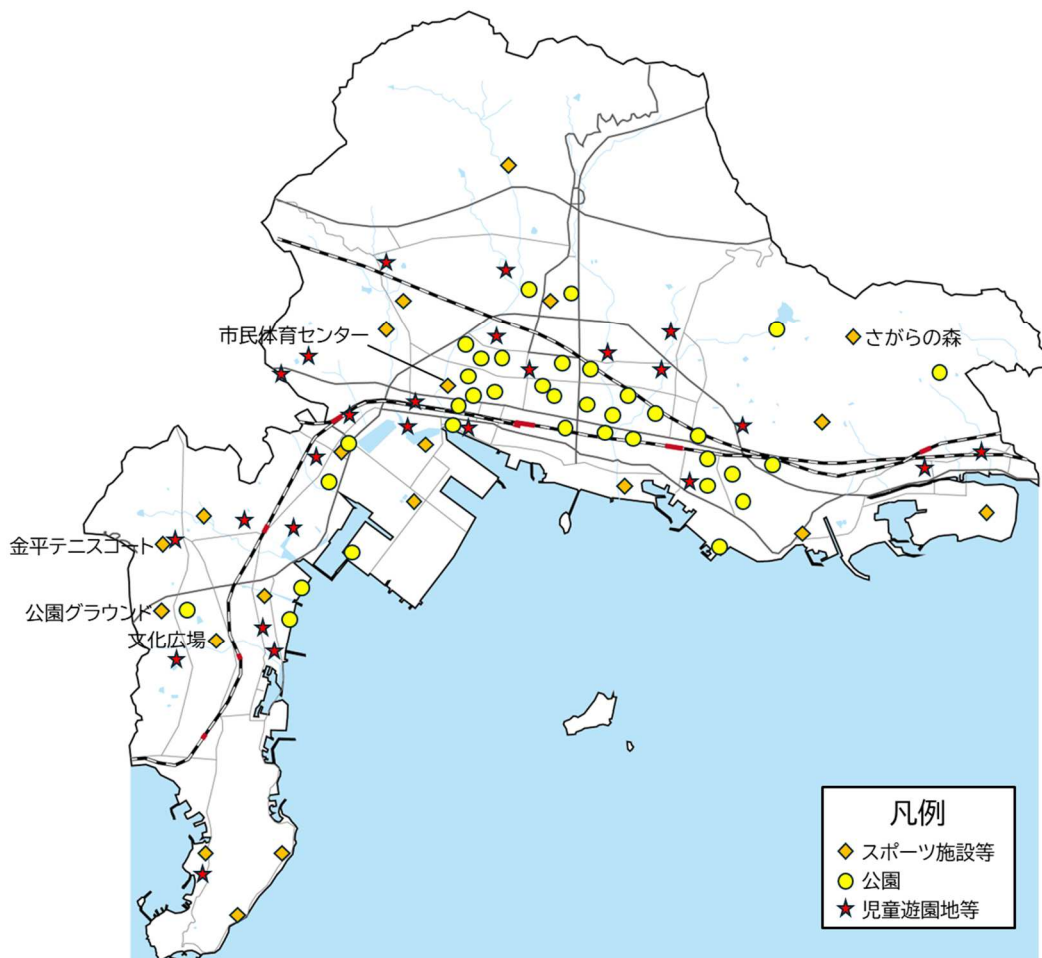 市民体育センター
さがらの森
金平テニスコート
公園グラウンド
文化広場
凡例
スポーツ施設等
公園
児童遊園地等